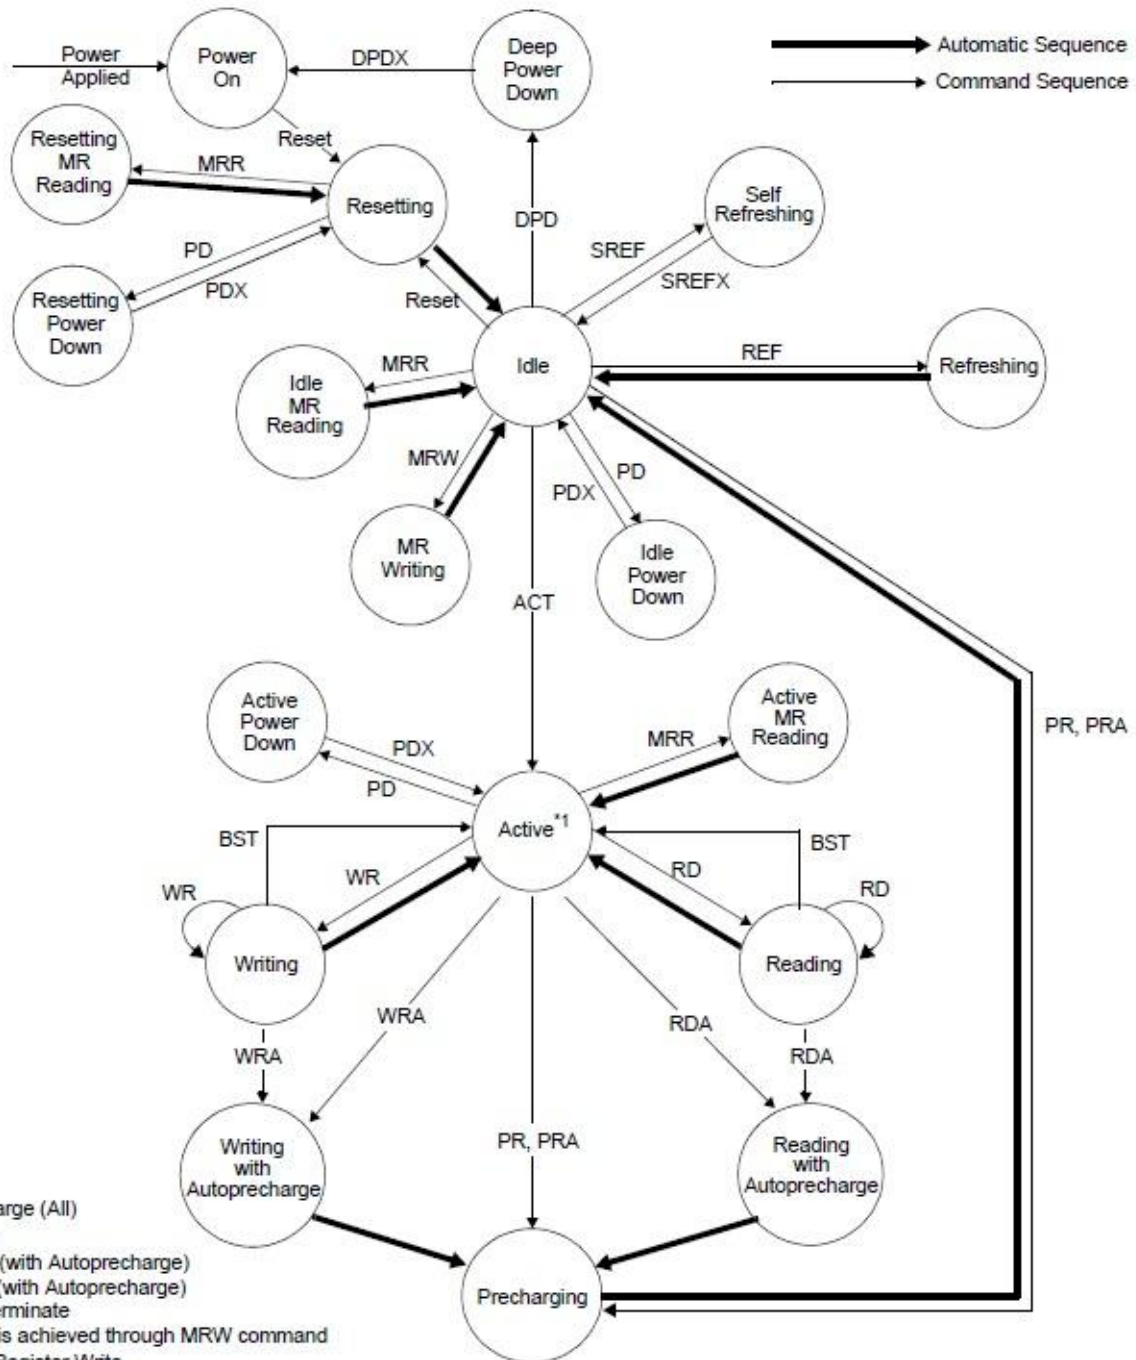 Power
Applied
Power
On
DPDX
Deep
Power
Down
Automatic Sequence
Command Sequence
Reset
Resetting
MR
Reading
MRR
Resetting
DPD
Self
Refreshing
SREF
SREFX
PD
PDX
Reset
Resetting
Power
Down
Idle
MR
Reading
MRR
Idle
REF
Refreshing
MRW
PDX
PD
MR
Writing
Idle
Power
Down
ACT
Active
Power
Down
PDX
PD
MRR
Active
MR
Reading
PR, PRA
BST
Active*1
BST
WR
WR
RD
RD
Writing
Reading
WRA
WRA
RDA
RDA
Writing
with
Autoprecharge
PR, PRA
Reading
with
Autoprecharge
Precharging
(All)
(with Autoprecharge)
(with Autoprecharge)
is achieved through MRW command
Register Write